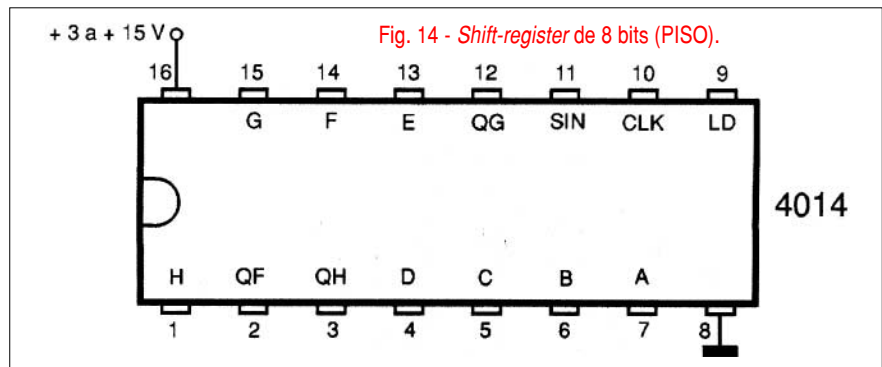 Fig. 14 - Shift-register de 8 bits (PISO).
+ 3 a + 15 V
16 15 14 13 12 11 10 9
G F E QG SIN CLK LD
4014
H QF QH D C B A
1 2 3 4 5 6 7 8